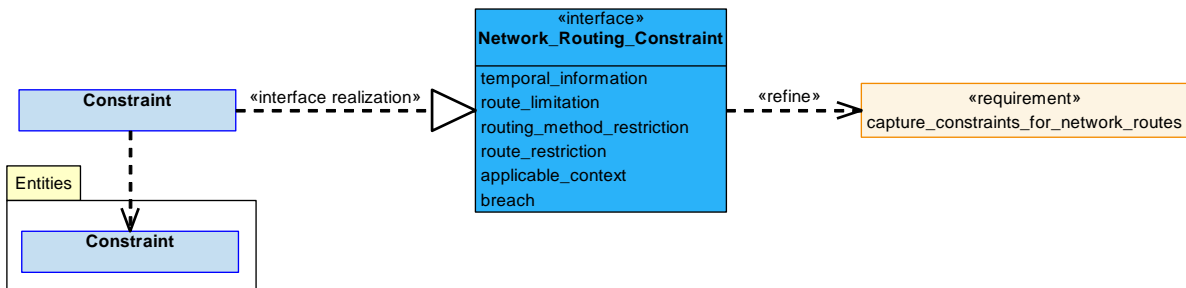 «interface»
Network_Routing_Constraint
temporal_information
route_limitation
routing_method_restriction
route_restriction
applicable_context
breach
Constraint
«interface realization»
«refine»
«requirement»
capture_constraints_for_network_routes
Entities
Constraint